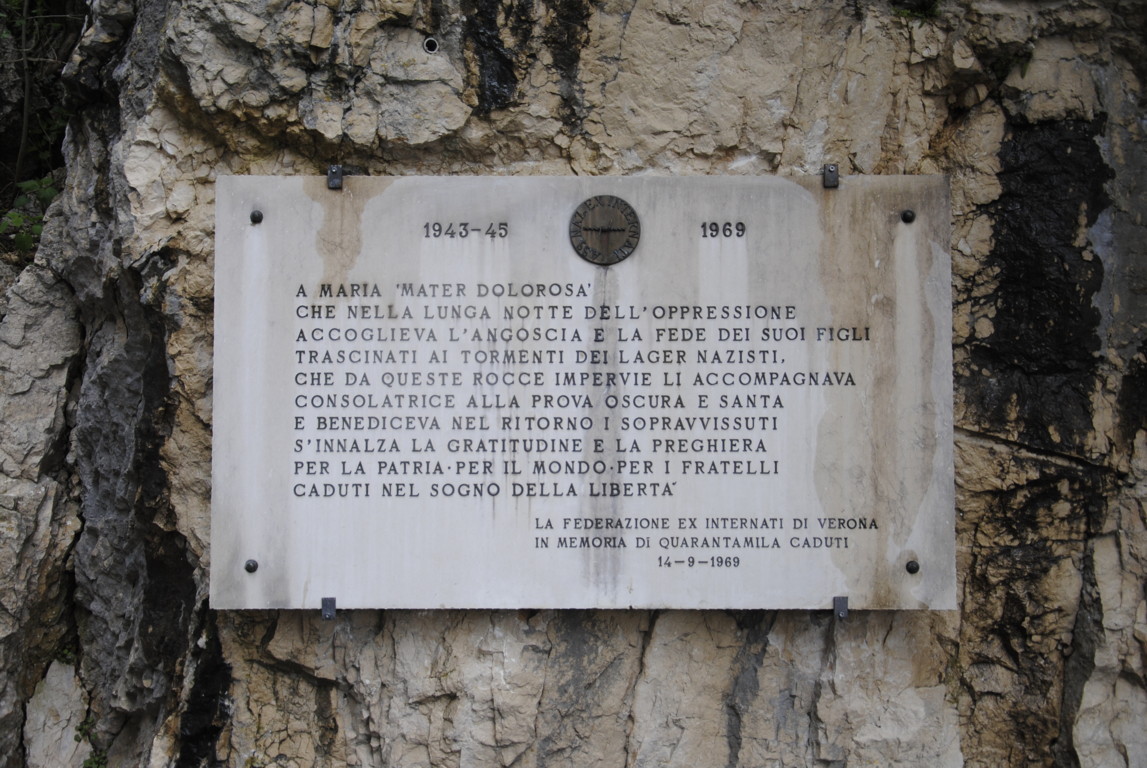 1943-45 1969
A MARIA 'MATER DOLOROSA'
CHE NELLA LUNGA NOTTE DELL'OPPRESSIONE
ACCOGLIEVA L'ANGOSCIA E LA FEDE DEI SUOI FIGLI
TRASCINATI AI TORMENTI DEI LAGER NAZISTI,
CHE DA QUESTE ROCCE IMPERVIE LI ACCOMPAGNAVA
CONSOLATRICE ALLA PROVA OSCURA E SANTA
E BENEDICEVA NEL RITORNO I SOPRAVVISSUTI
S'INNALZA LA GRATITUDINE E LA PREGHIERA
PER LA PATRIA·PER IL MONDO·PER I FRATELLI
CADUTI NEL SOGNO DELLA LIBERTA'
LA FEDERAZIONE EX INTERNATI DI VERONA
IN MEMORIA Di QUARANTAMILA CADUTI
14-9-1969